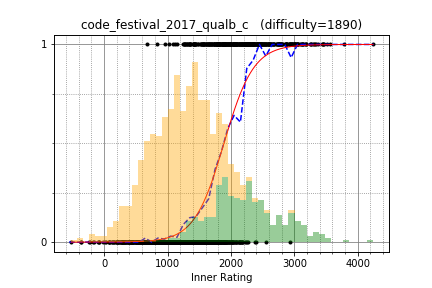 code_festival_2017_qualb_c (difficulty=1890)
1
0
0 1000 2000 3000 4000
Inner Rating